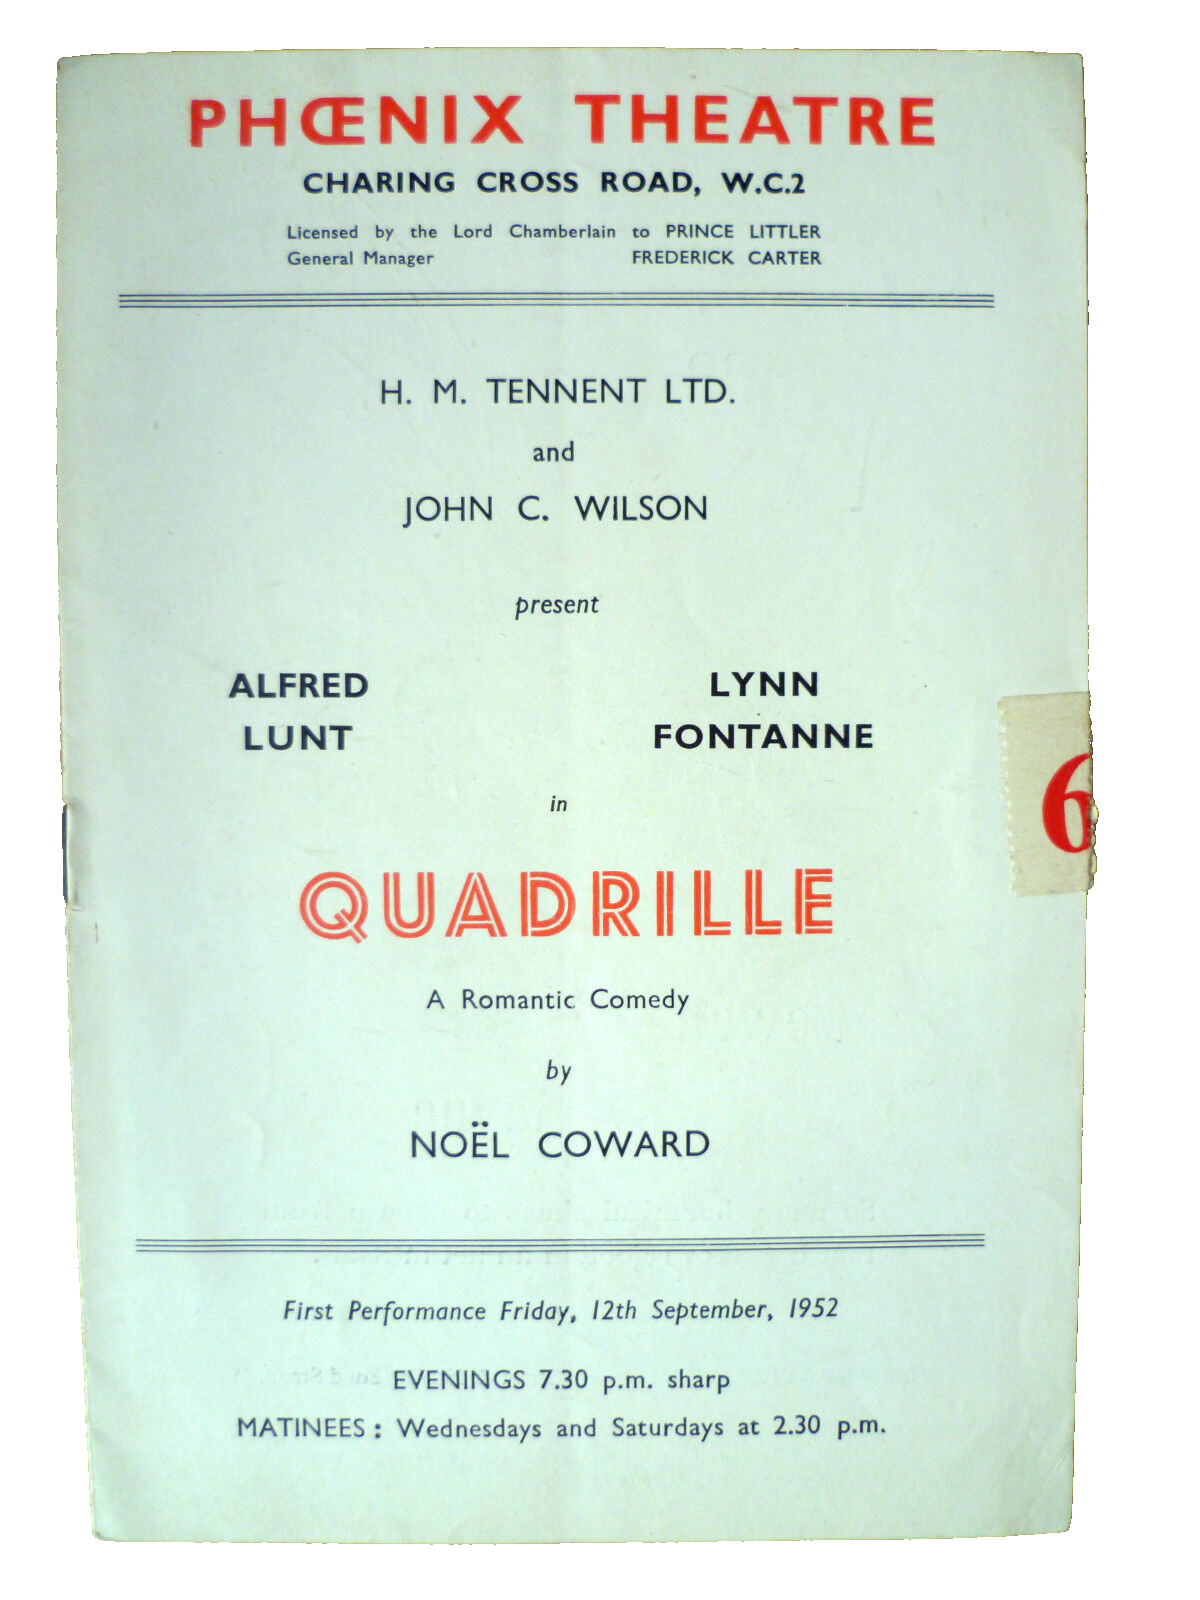 PHŒNIX THEATRE
CHARING CROSS ROAD, W.C.2
Licensed by the Lord Chamberlain to PRINCE LITTLER
General Manager FREDERICK CARTER
H. M. TENNENT LTD.
and
JOHN C. WILSON
present
ALFRED
LUNT
LYNN
FONTANNE
in
6
QUADRILLE
A Romantic Comedy
by
NOËL COWARD
First Performance Friday, 12th September, 1952
EVENINGS 7.30 p.m. sharp
MATINEES : Wednesdays and Saturdays at 2.30 p.m.